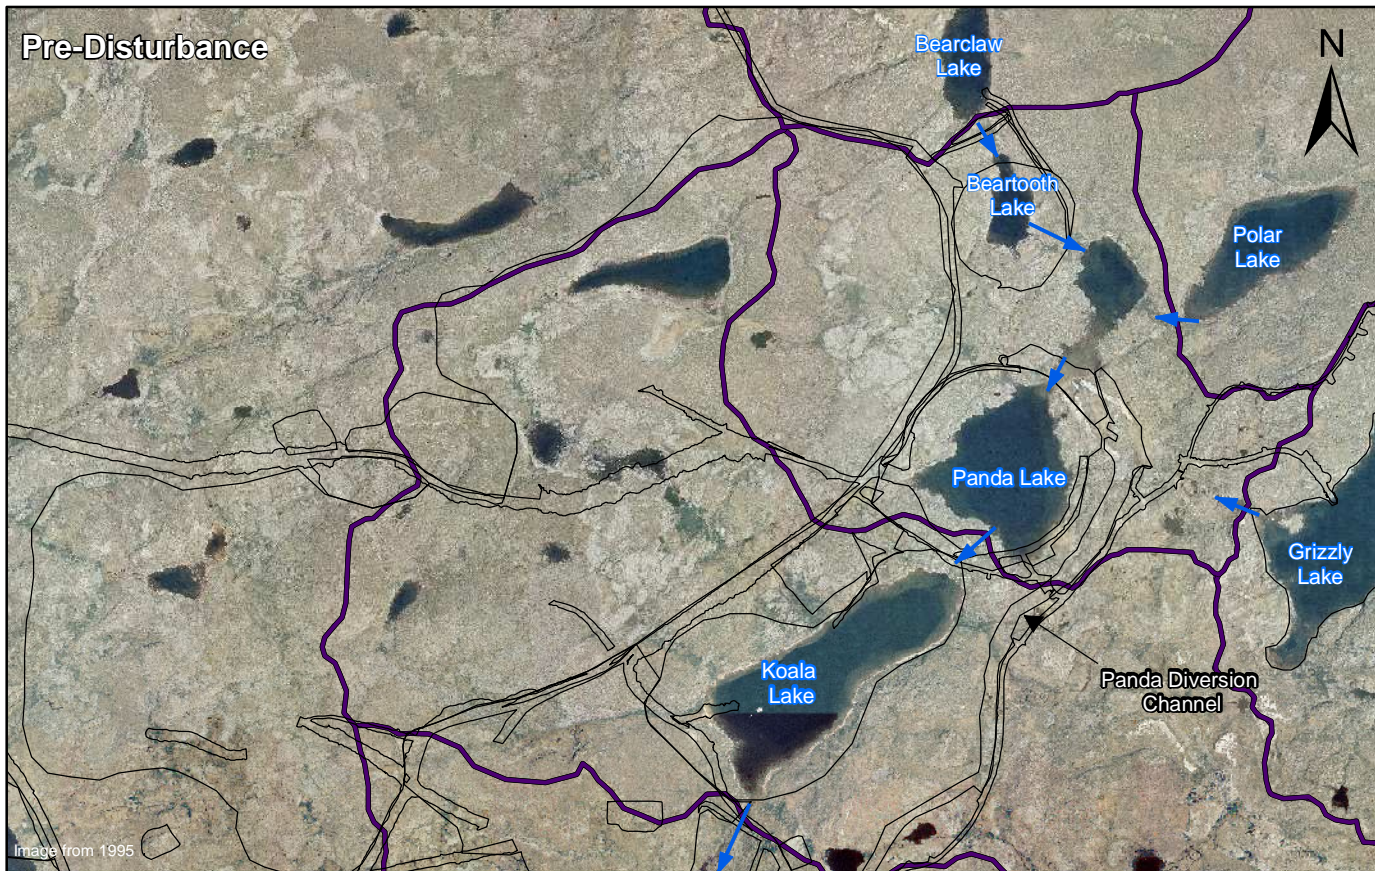 Pre-Disturbance
Bearclaw
Lake
N
Beartooth
Lake
Polar
Lake
Panda Lake
Grizzly
Lake
Koala
Lake
Panda Diversion
Channel
Image from 1995